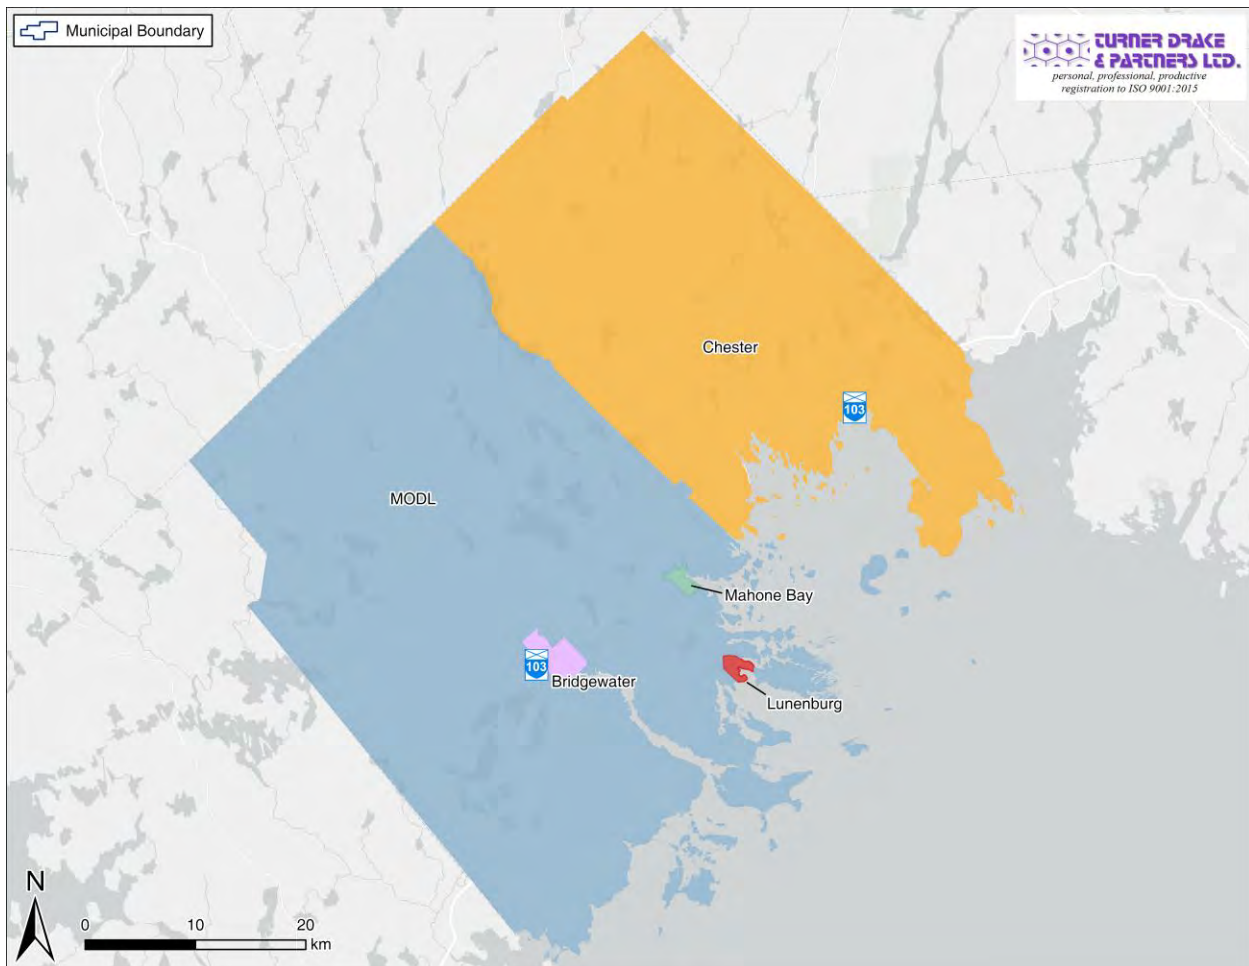 Municipal Boundary
TURNER DRAKE
& PARTNERS LTD.
personal, professional, productive
registration to ISO 9001:2015
Chester
103
MODL
Mahone Bay
103
Bridgewater
Lunenburg
N
0 10 20
km